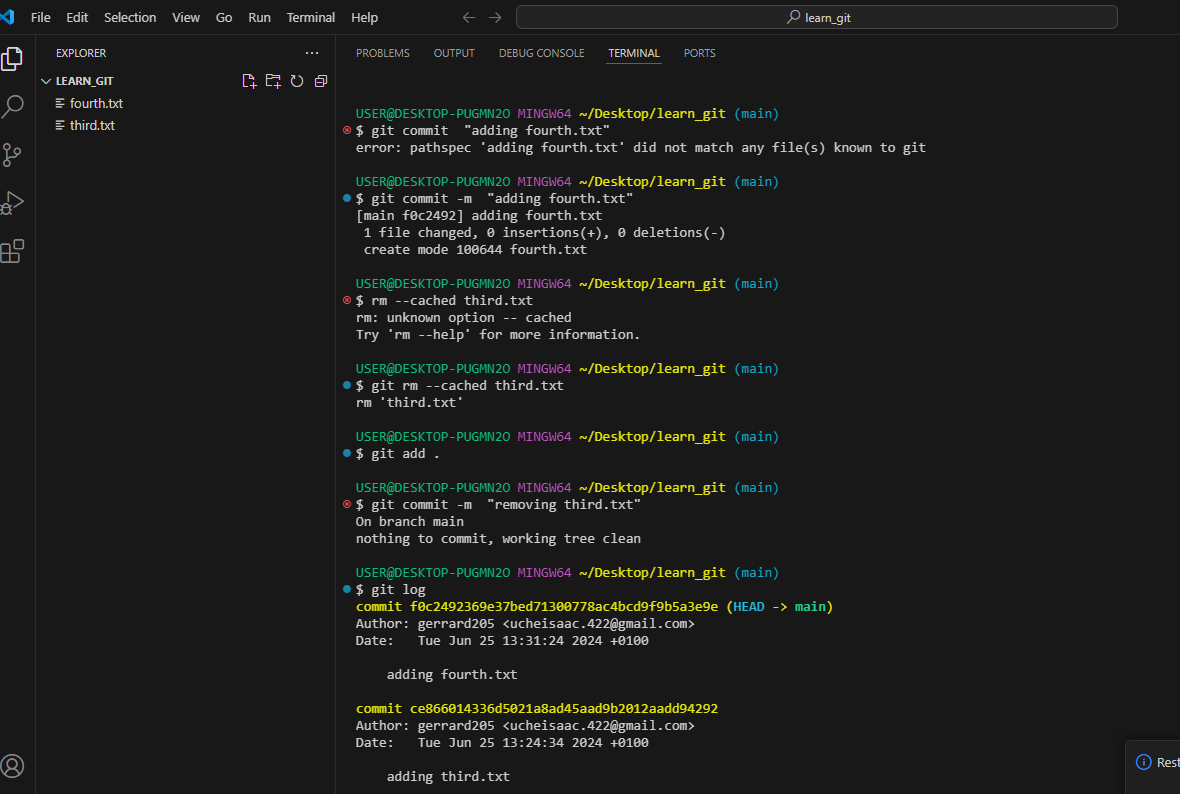 File Edit Selection View Go Run Terminal Help
learn_git
EXPLORER
LEARN_GIT
fourth.txt
third.txt
PROBLEMS OUTPUT DEBUG CONSOLE TERMINAL PORTS
USER@DESKTOP-PUGMN2O MINGW64 ~/Desktop/learn_git (main)
$ git commit  "adding fourth.txt"
error: pathspec 'adding fourth.txt' did not match any file(s) known to git
USER@DESKTOP-PUGMN2O MINGW64 ~/Desktop/learn_git (main)
$ git commit -m  "adding fourth.txt"
[main f0c2492] adding fourth.txt
 1 file changed, 0 insertions(+), 0 deletions(-)
 create mode 100644 fourth.txt
USER@DESKTOP-PUGMN2O MINGW64 ~/Desktop/learn_git (main)
$ rm --cached third.txt
rm: unknown option -- cached
Try 'rm --help' for more information.
USER@DESKTOP-PUGMN2O MINGW64 ~/Desktop/learn_git (main)
$ git rm --cached third.txt
rm 'third.txt'
USER@DESKTOP-PUGMN2O MINGW64 ~/Desktop/learn_git (main)
$ git add .
USER@DESKTOP-PUGMN2O MINGW64 ~/Desktop/learn_git (main)
$ git commit -m  "removing third.txt"
On branch main
nothing to commit, working tree clean
USER@DESKTOP-PUGMN2O MINGW64 ~/Desktop/learn_git (main)
$ git log
commit f0c2492369e37bed71300778ac4bcd9f9b5a3e9e (HEAD -> main)
Author: gerrard205 <ucheisaac.422@gmail.com>
Date:   Tue Jun 25 13:31:24 2024 +0100
    adding fourth.txt
commit ce866014336d5021a8ad45aad9b2012aadd94292
Author: gerrard205 <ucheisaac.422@gmail.com>
Date:   Tue Jun 25 13:24:34 2024 +0100
    adding third.txt
Rest